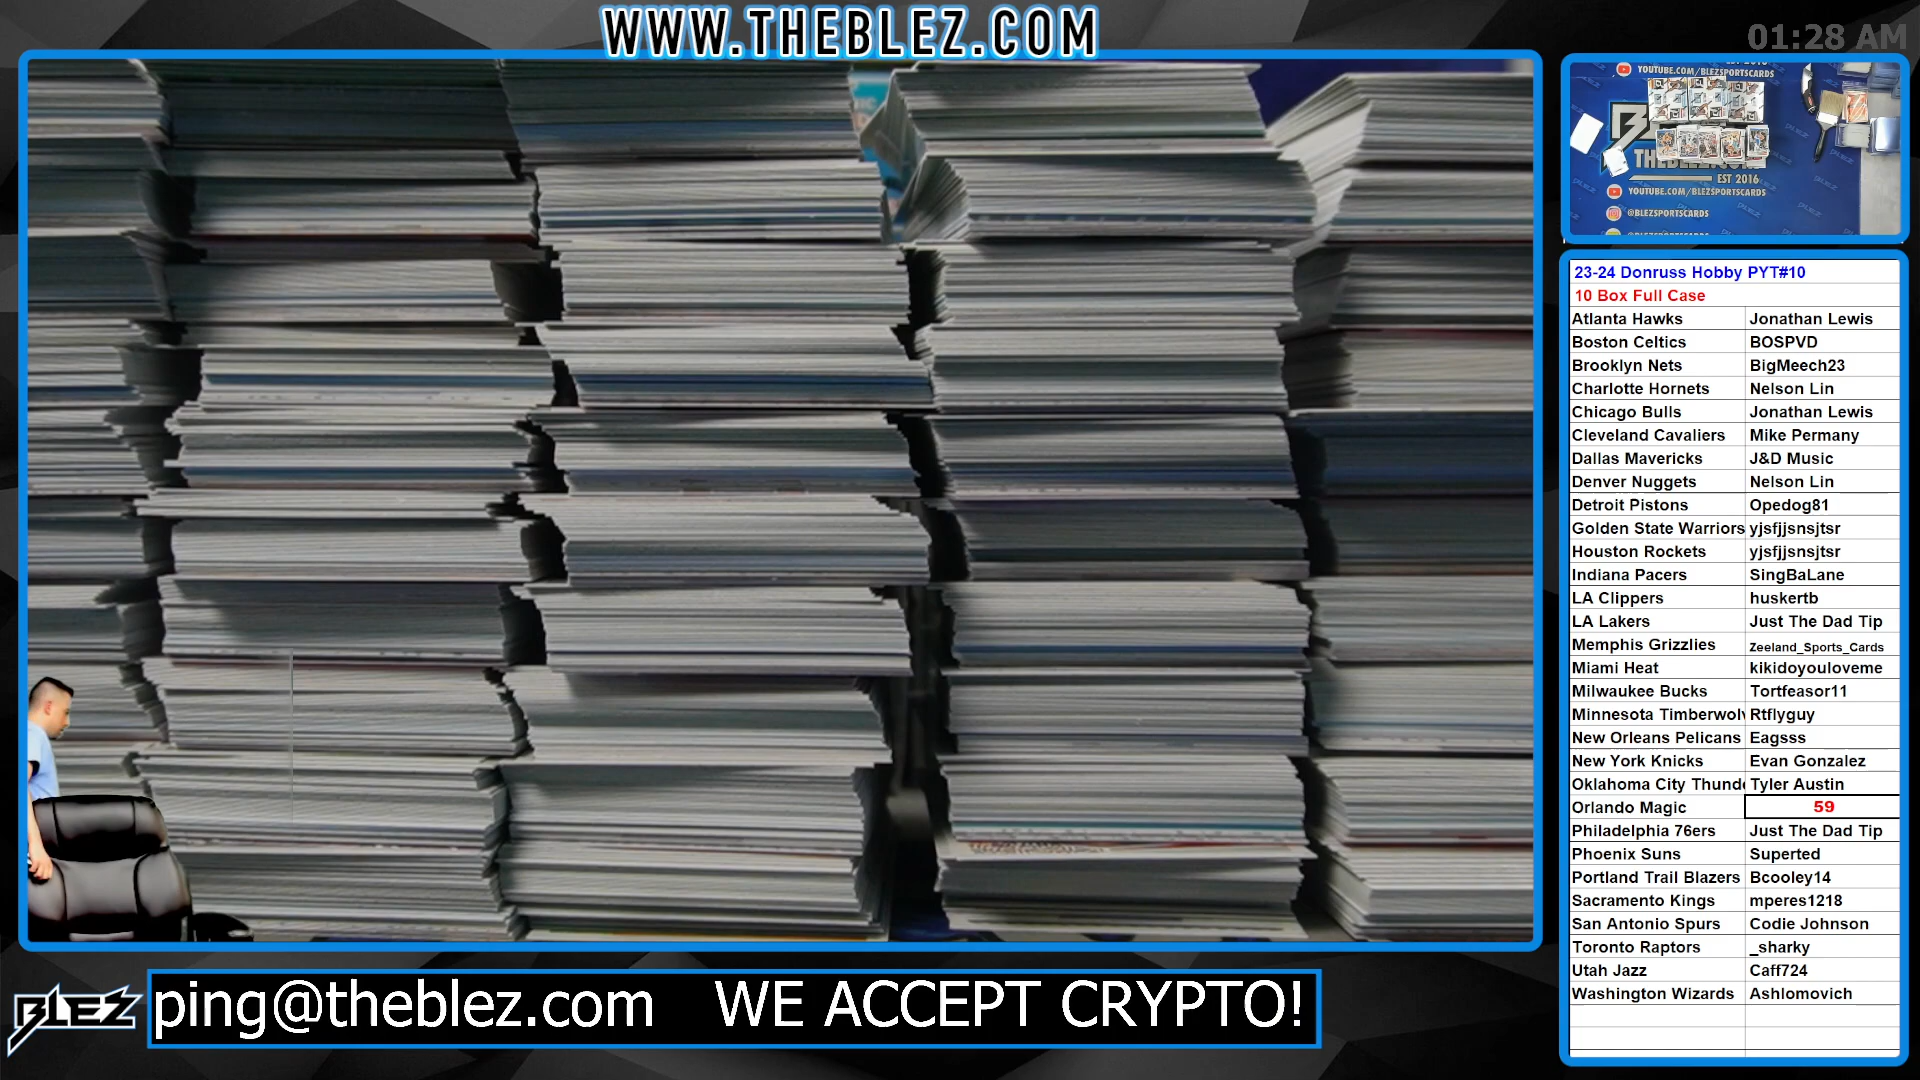 WWW.THEBLEZ.COM
01:28 AM
YOUTUBE.COM/BLEZSPORTSCARDS
EST 2016
YOUTUBE.COM/BLEZSPORTSCARDS
@BLEZSPORTSCARDS
23-24 Donruss Hobby PYT#10
10 Box Full Case
Atlanta Hawks Jonathan Lewis
Boston Celtics BOSPVD
Brooklyn Nets BigMeech23
Charlotte Hornets Nelson Lin
Chicago Bulls Jonathan Lewis
Cleveland Cavaliers Mike Permany
Dallas Mavericks J&D Music
Denver Nuggets Nelson Lin
Detroit Pistons Opedog81
Golden State Warriors yjsfjjsnsjtsr
Houston Rockets yjsfjjsnsjtsr
Indiana Pacers SingBaLane
LA Clippers huskertb
LA Lakers Just The Dad Tip
Memphis Grizzlies Zeeland_Sports_Cards
Miami Heat kikidoyouloveme
Milwaukee Bucks Tortfeasor11
Minnesota Timberwolv Rtflyguy
New Orleans Pelicans Eagsss
New York Knicks Evan Gonzalez
Oklahoma City Thunde Tyler Austin
Orlando Magic 59
Philadelphia 76ers Just The Dad Tip
Phoenix Suns Superted
Portland Trail Blazers Bcooley14
Sacramento Kings mperes1218
San Antonio Spurs Codie Johnson
Toronto Raptors _sharky
Utah Jazz Caff724
Washington Wizards Ashlomovich
BLEZ
ping@theblez.com WE ACCEPT CRYPTO!